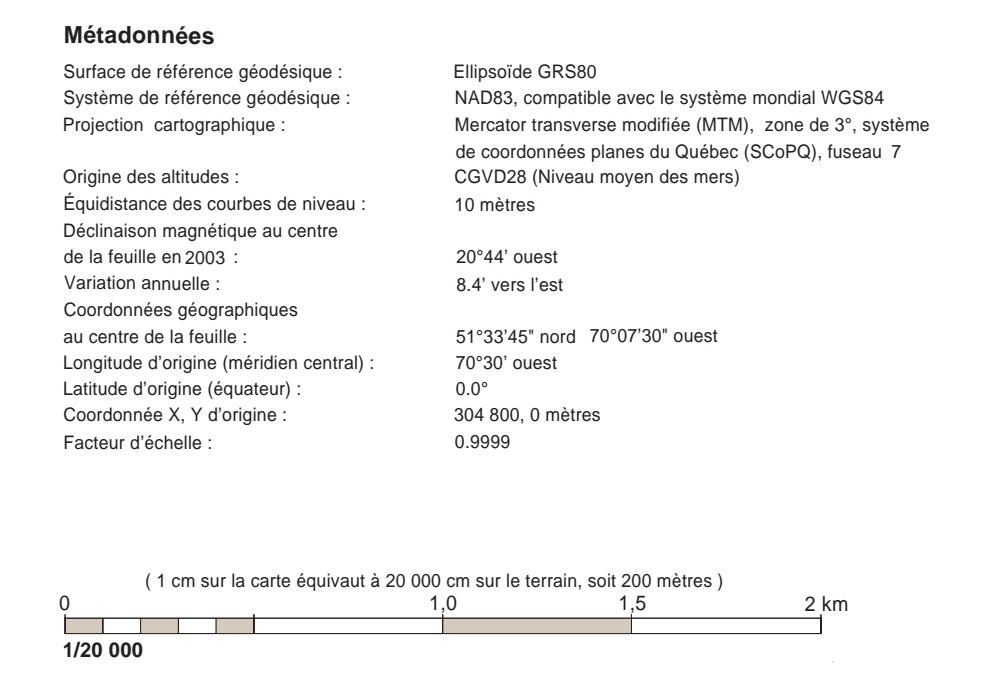 Métadonnées
Surface de référence géodésique : Ellipsoïde GRS80
Système de référence géodésique : NAD83, compatible avec le système mondial WGS84
Projection cartographique : Mercator transverse modifiée (MTM), zone de 3°, système
de coordonnées planes du Québec (SCoPQ), fuseau 7
Origine des altitudes : CGVD28 (Niveau moyen des mers)
Équidistance des courbes de niveau : 10 mètres
Déclinaison magnétique au centre
de la feuille en 2003 : 20°44’ ouest
Variation annuelle : 8.4’ vers l’est
Coordonnées géographiques
au centre de la feuille : 51°33’45" nord 70°07’30" ouest
Longitude d’origine (méridien central) : 70°30’ ouest
Latitude d’origine (équateur) : 0.0°
Coordonnée X, Y d’origine : 304 800, 0 mètres
Facteur d’échelle : 0.9999
( 1 cm sur la carte équivaut à 20 000 cm sur le terrain, soit 200 mètres )
0 1,0 1,5 2 km
1/20 000